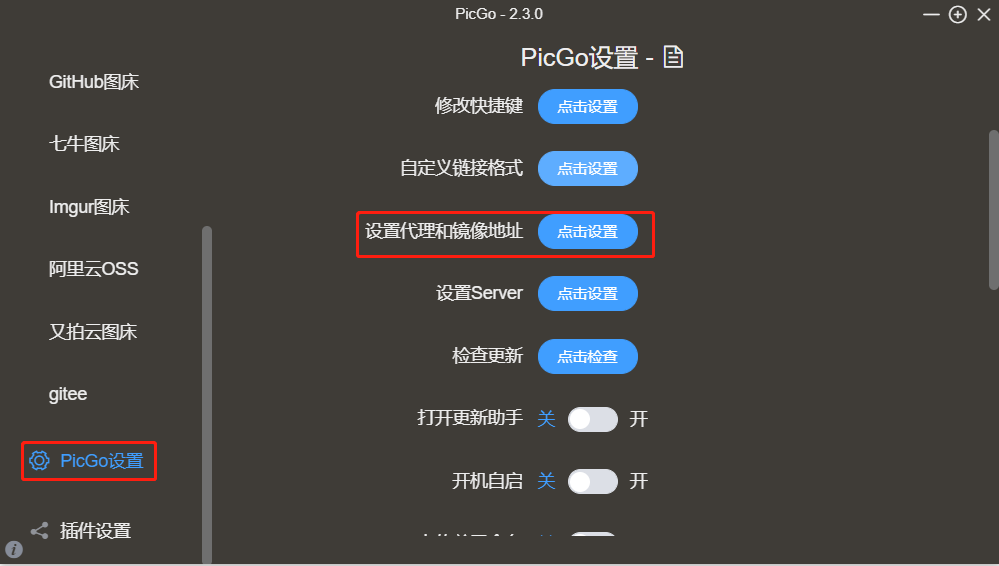 PicGo - 2.3.0
GitHub图床
七牛图床
Imgur图床
阿里云OSS
又拍云图床
gitee
PicGo设置
插件设置
PicGo设置 -
修改快捷键 点击设置
自定义链接格式 点击设置
设置代理和镜像地址 点击设置
设置Server 点击设置
检查更新 点击检查
打开更新助手 关 开
开机自启 关 开